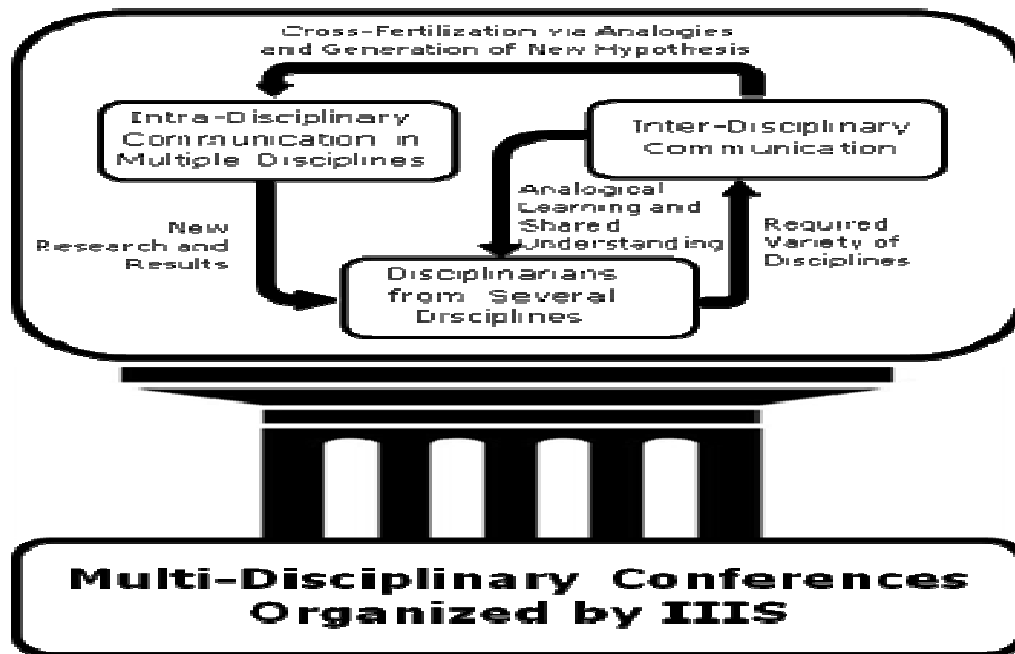 Cross-Fertilization via Analogies
and Generation of New Hypothesis
Intra-Disciplinary
Communication in
Multiple Disciplines
Inter-Disciplinary
Communication
Analogical
Learning and
Shared
Understanding
New
Research and
Results
Required
Variety of
Disciplines
Disciplinarians
from Several
Disciplines
Multi-Disciplinary Conferences
Organized by IIIS